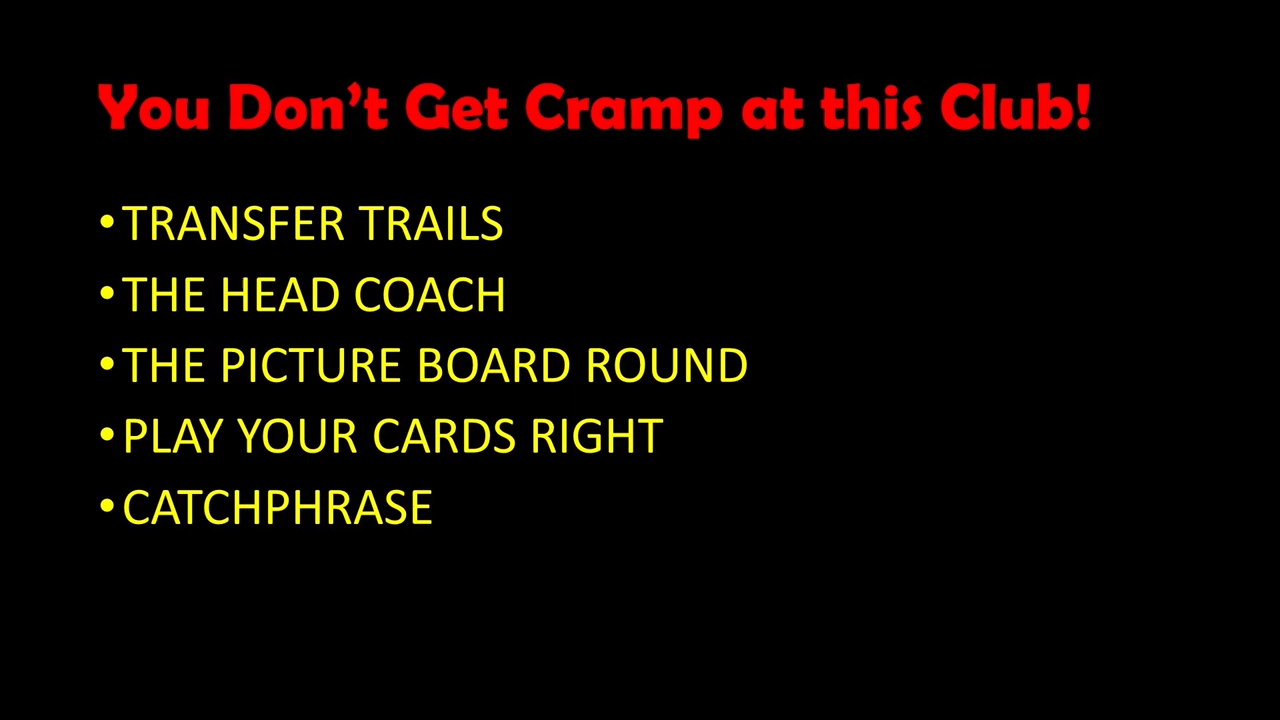 You Don’t Get Cramp at this Club!
•TRANSFER TRAILS
•THE HEAD COACH
•THE PICTURE BOARD ROUND
•PLAY YOUR CARDS RIGHT
•CATCHPHRASE